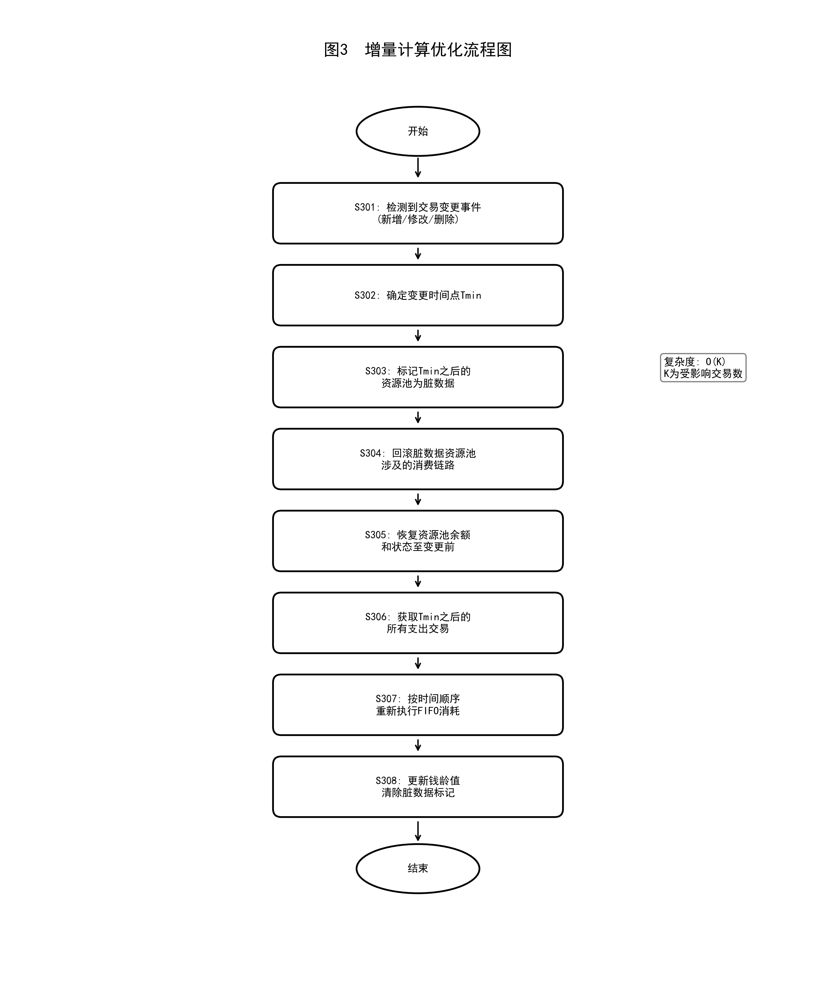 图3  增量计算优化流程图
开始
S301: 检测到交易变更事件
(新增/修改/删除)
S302: 确定变更时间点Tmin
S303: 标记Tmin之后的
资源池为脏数据
复杂度: O(K)
K为受影响交易数
S304: 回滚脏数据资源池
涉及的消费链路
S305: 恢复资源池余额
和状态至变更前
S306: 获取Tmin之后的
所有支出交易
S307: 按时间顺序
重新执行FIFO消耗
S308: 更新钱龄值
清除脏数据标记
结束